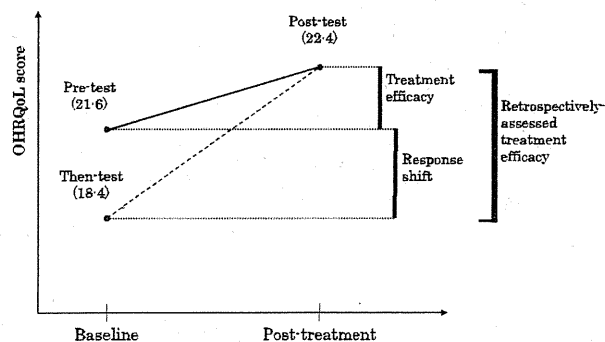 Post-test
(22·4)
OHRQoL score
Pre-test
(21·6)
Treatment
efficacy
Retrospectively-
assessed
treatment
efficacy
Then-test
(18·4)
Response
shift
Baseline
Post-treatment